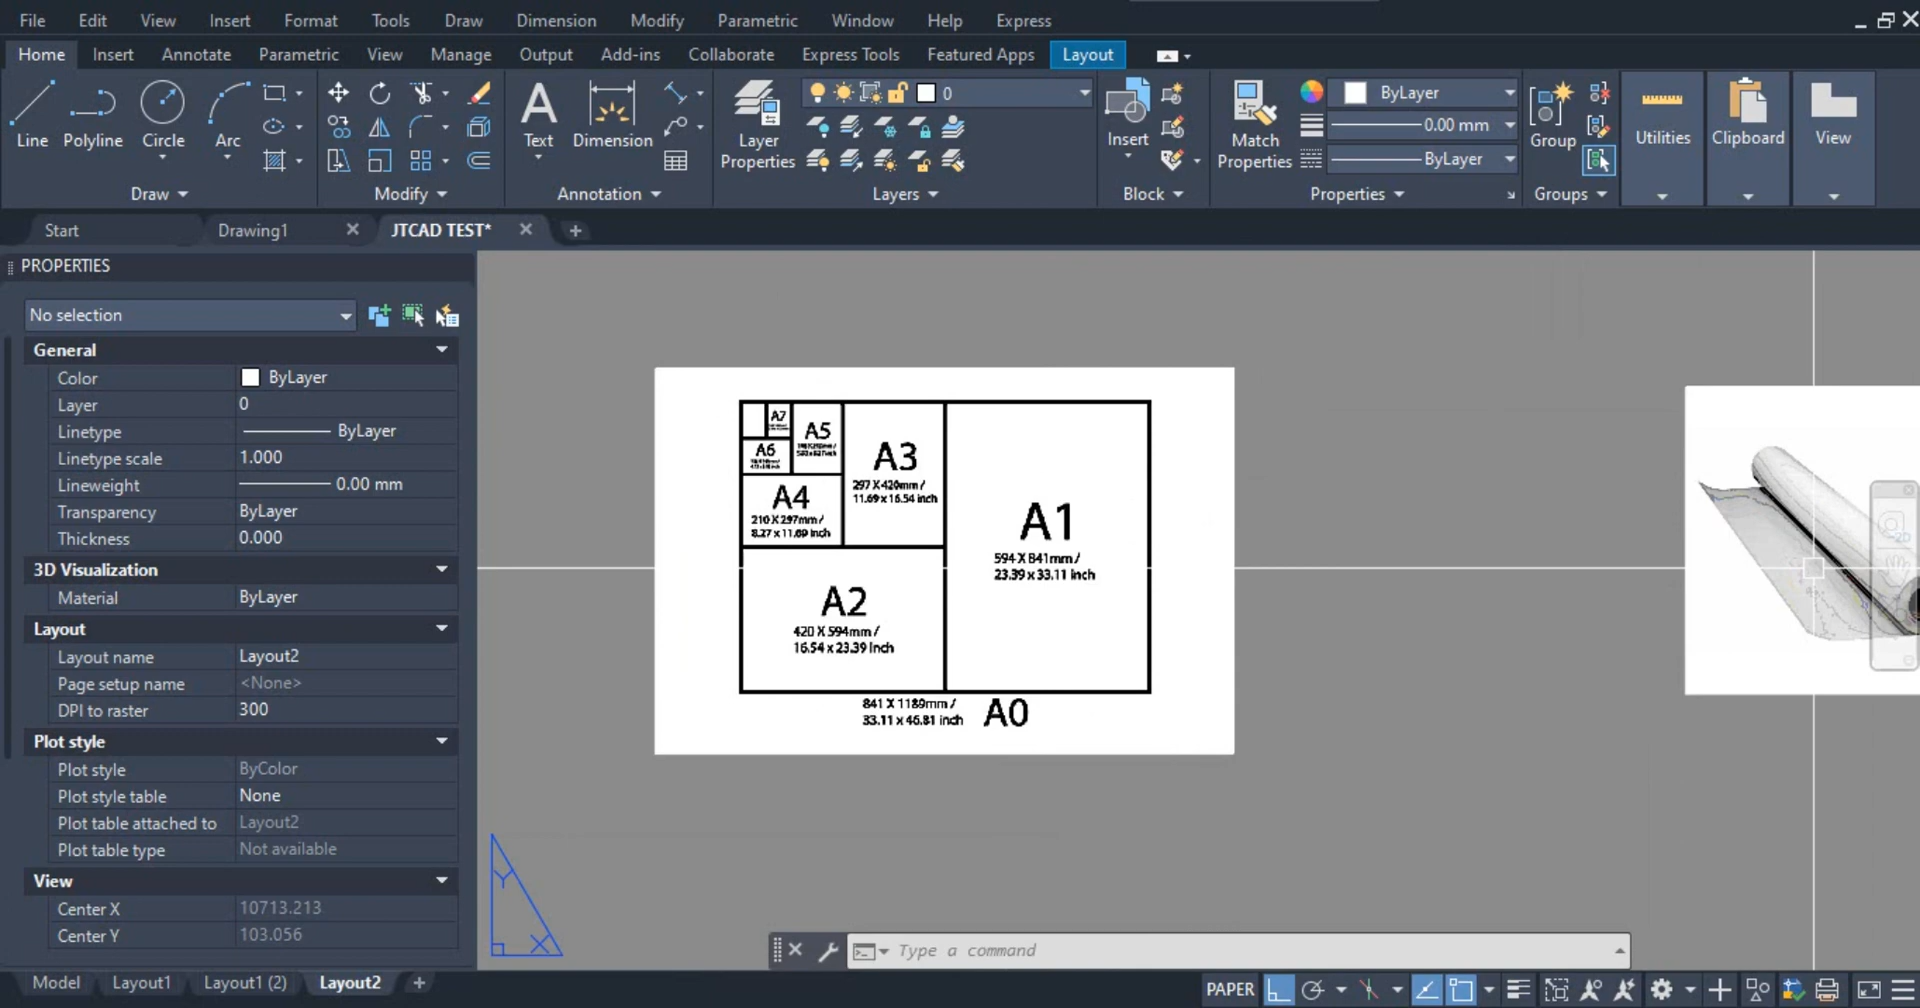 File Edit View Insert Format Tools Draw Dimension Modify Parametric Window Help Express
Home Insert Annotate Parametric View Manage Output Add-ins Collaborate Express Tools Featured Apps Layout
Line Polyline Circle Arc
Draw
Modify
Text Dimension
Annotation
Layer Properties
0
Layers
Insert
Block
Match Properties
ByLayer
0.00 mm
ByLayer
Properties
Group
Groups
Utilities
Clipboard
View
Start Drawing1 JTCAD TEST*
PROPERTIES
No selection
General
Color ByLayer
Layer 0
Linetype ByLayer
Linetype scale 1.000
Lineweight 0.00 mm
Transparency ByLayer
Thickness 0.000
3D Visualization
Material ByLayer
Layout
Layout name Layout2
Page setup name <None>
DPI to raster 300
Plot style
Plot style ByColor
Plot style table None
Plot table attached to Layout2
Plot table type Not available
View
Center X 10713.213
Center Y 103.056
A7
A6
A5
A4
210 X 297mm /
8.27 x 11.69 inch
A3
297 X 420mm /
11.69 x 16.54 inch
A2
420 X 594mm /
16.54 x 23.39 inch
A1
594 X 841mm /
23.39 x 33.11 inch
841 X 1189mm /
33.11 x 46.81 inch
A0
2D
Y
X
Type a command
Model Layout1 Layout1 (2) Layout2
PAPER